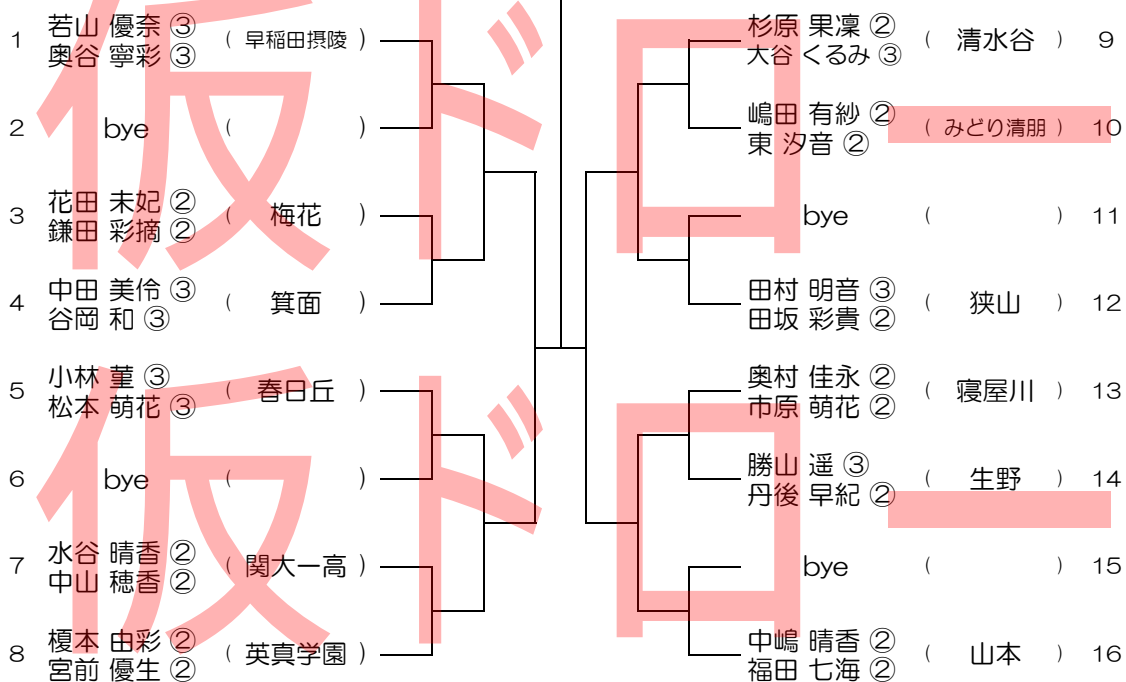 1 若山 優奈 ③ ( 早稲田摂陵 )
奥谷 寧彩 ③
2 bye ( )
3 花田 未妃 ② ( 梅花 )
鎌田 彩摘 ②
4 中田 美伶 ③ ( 箕面 )
谷岡 和 ③
5 小林 菫 ③ ( 春日丘 )
松本 萌花 ③
6 bye ( )
7 水谷 晴香 ② ( 関大一高 )
中山 穂香 ②
8 榎本 由彩 ② ( 英真学園 )
宮前 優生 ②
杉原 果凜 ② ( 清水谷 ) 9
大谷 くるみ ③
嶋田 有紗 ② ( みどり清朋 ) 10
東 汐音 ②
bye ( ) 11
田村 明音 ③ ( 狭山 ) 12
田坂 彩貴 ②
奥村 佳永 ② ( 寝屋川 ) 13
市原 萌花 ②
勝山 遥 ③ ( 生野 ) 14
丹後 早紀 ②
bye ( ) 15
中嶋 晴香 ② ( 山本 ) 16
福田 七海 ②
仮ドロー
仮ドロー